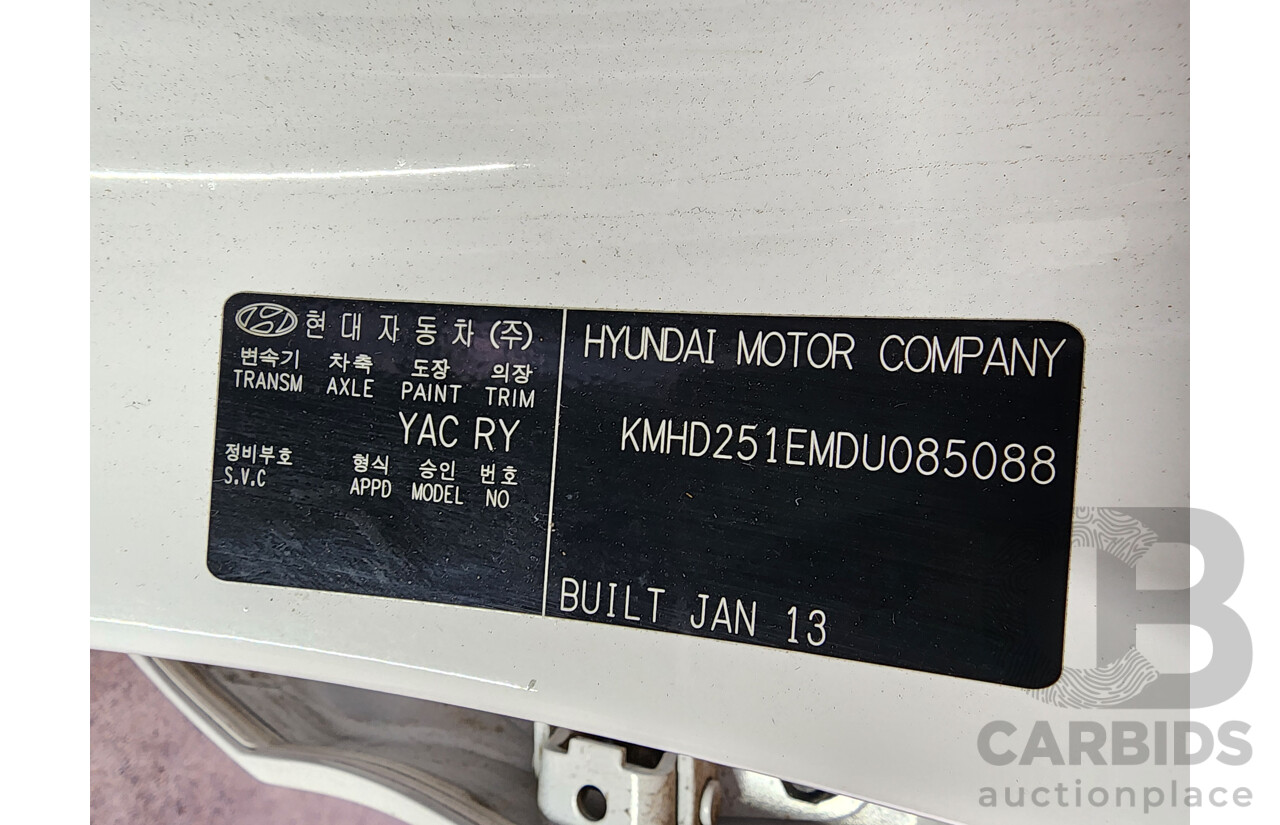 현대자동차(주)
변속기 차축 도장 의장
TRANSM AXLE PAINT TRIM
YAC RY
정비부호 형식 승인 번호
S.V.C APPD MODEL NO
HYUNDAI MOTOR COMPANY
KMHD251EMDU085088
BUILT JAN 13
B
CARBIDS
auctionplace